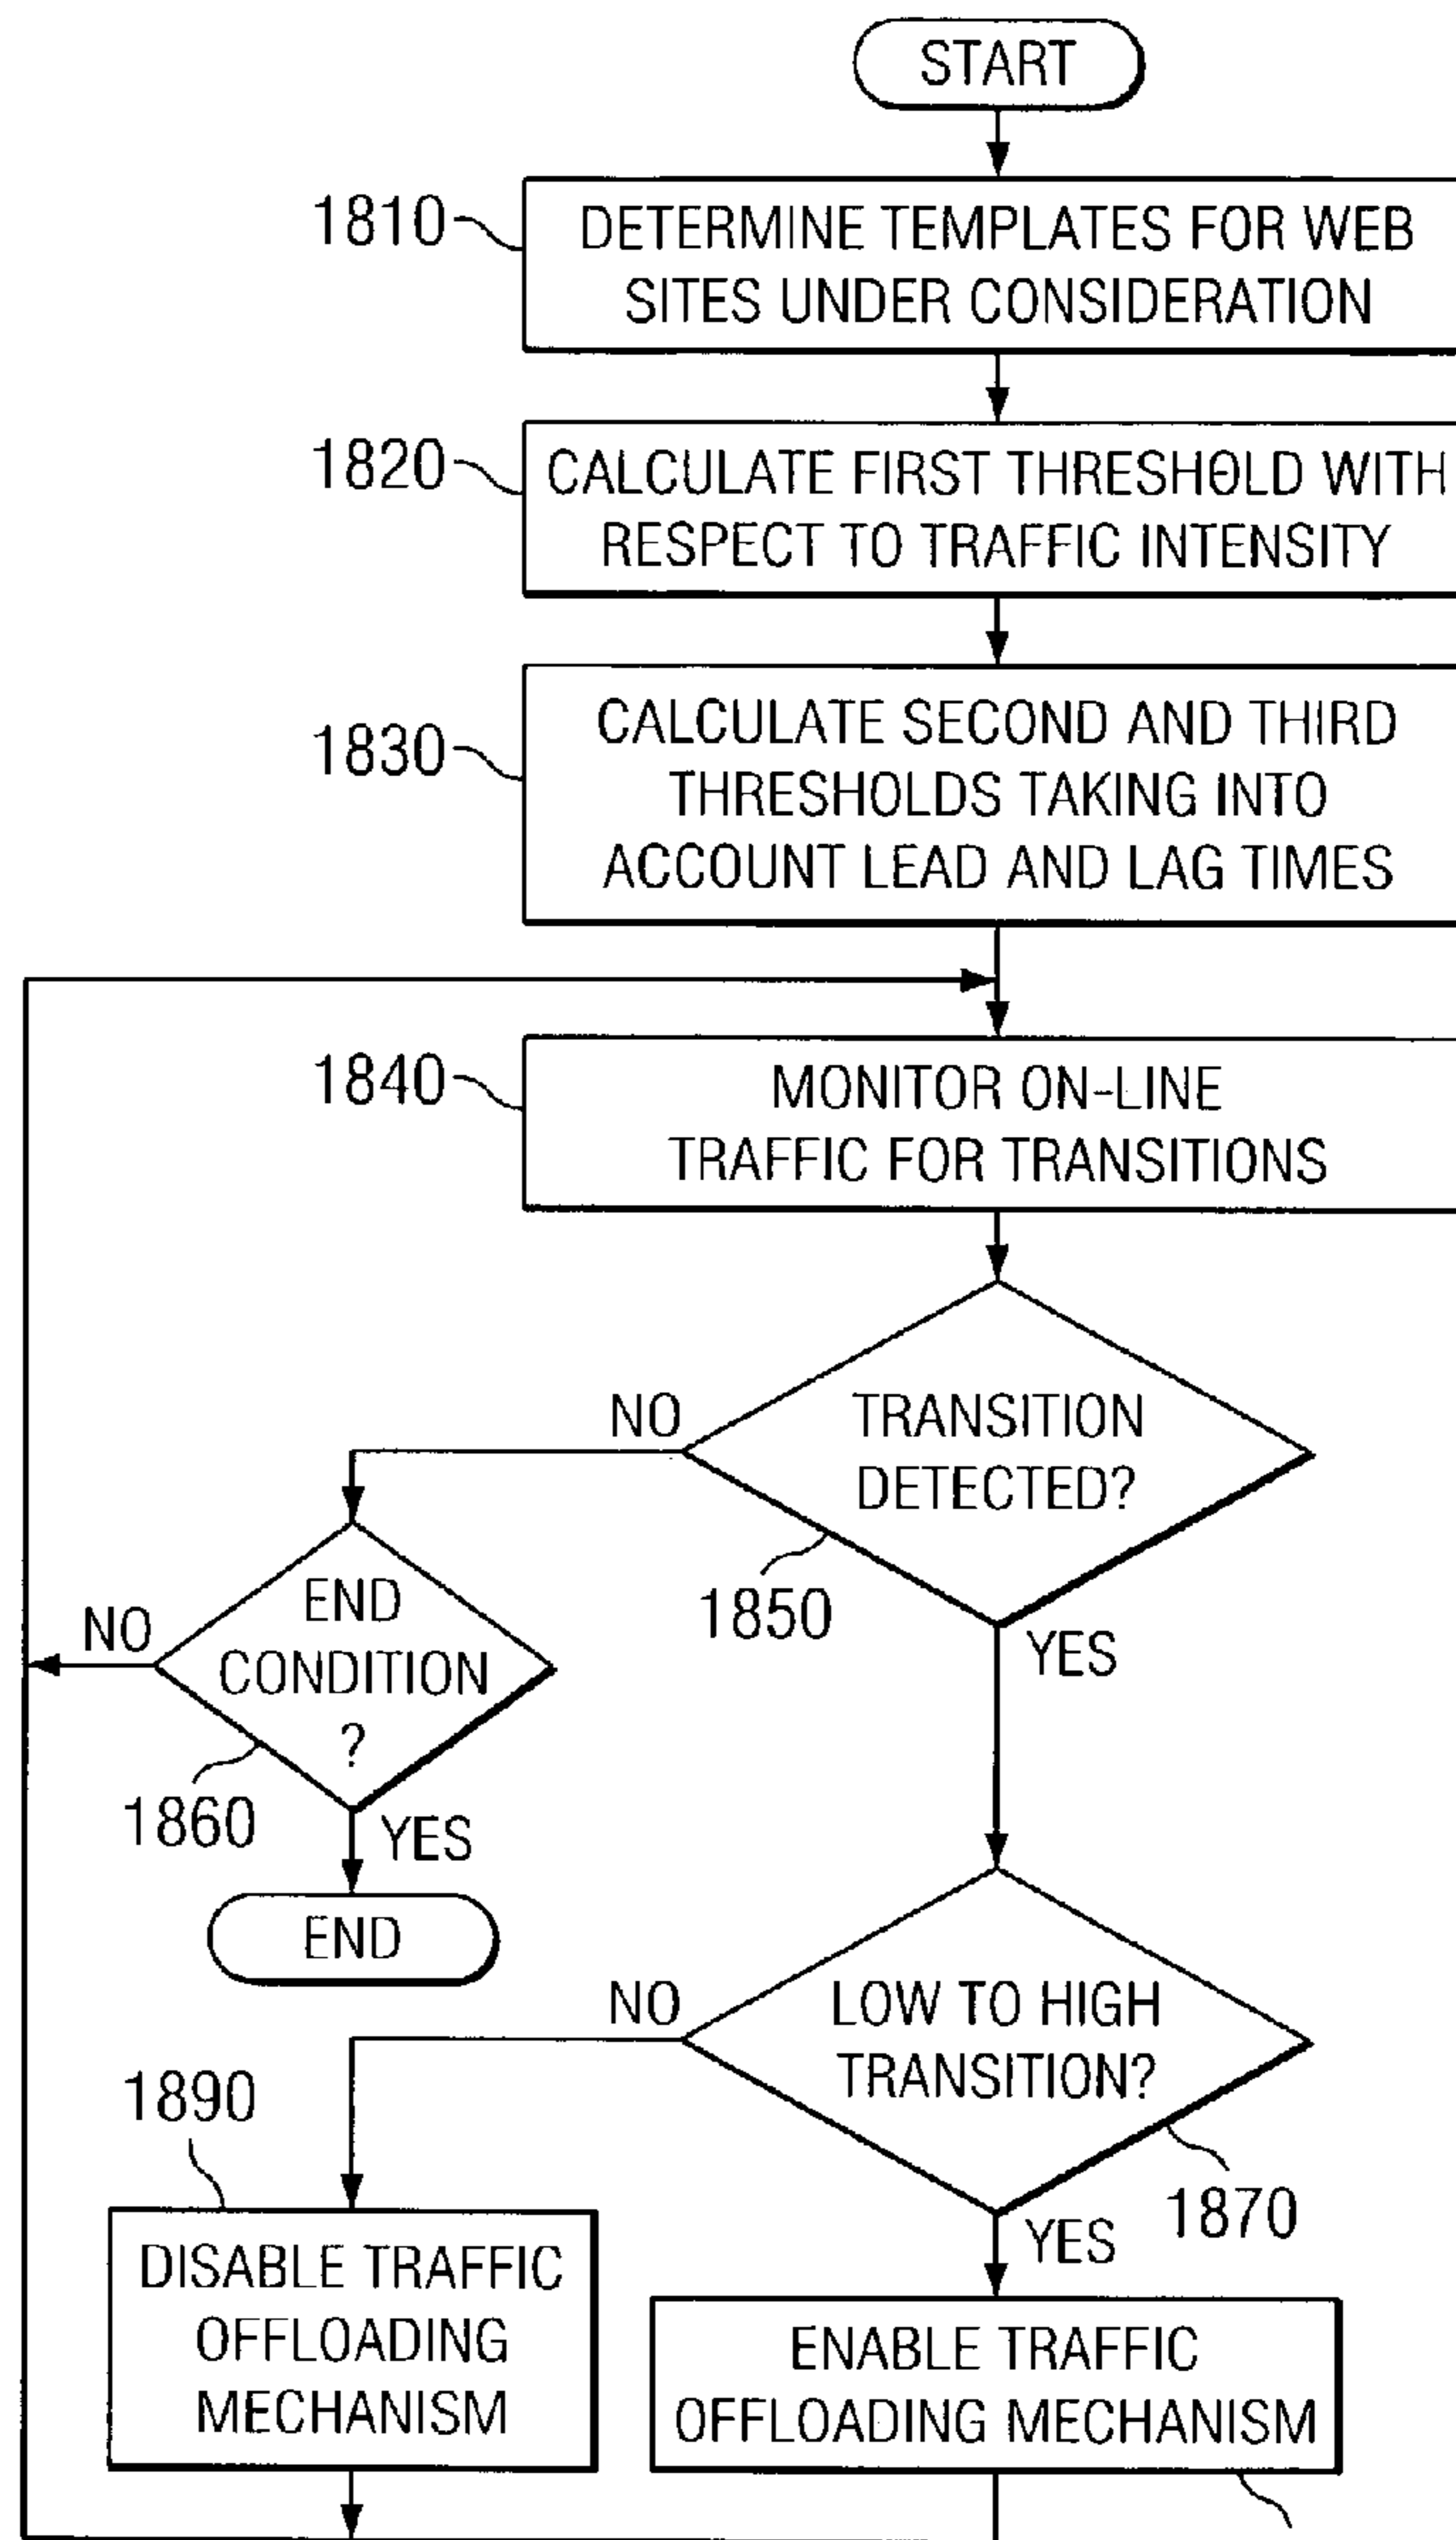 START
1810
DETERMINE TEMPLATES FOR WEB
SITES UNDER CONSIDERATION
1820
CALCULATE FIRST THRESHOLD WITH
RESPECT TO TRAFFIC INTENSITY
1830
CALCULATE SECOND AND THIRD
THRESHOLDS TAKING INTO
ACCOUNT LEAD AND LAG TIMES
1840
MONITOR ON-LINE
TRAFFIC FOR TRANSITIONS
NO
TRANSITION
DETECTED?
1850
YES
NO
END
CONDITION
?
1860
YES
END
NO
LOW TO HIGH
TRANSITION?
1870
YES
1890
DISABLE TRAFFIC
OFFLOADING
MECHANISM
ENABLE TRAFFIC
OFFLOADING MECHANISM